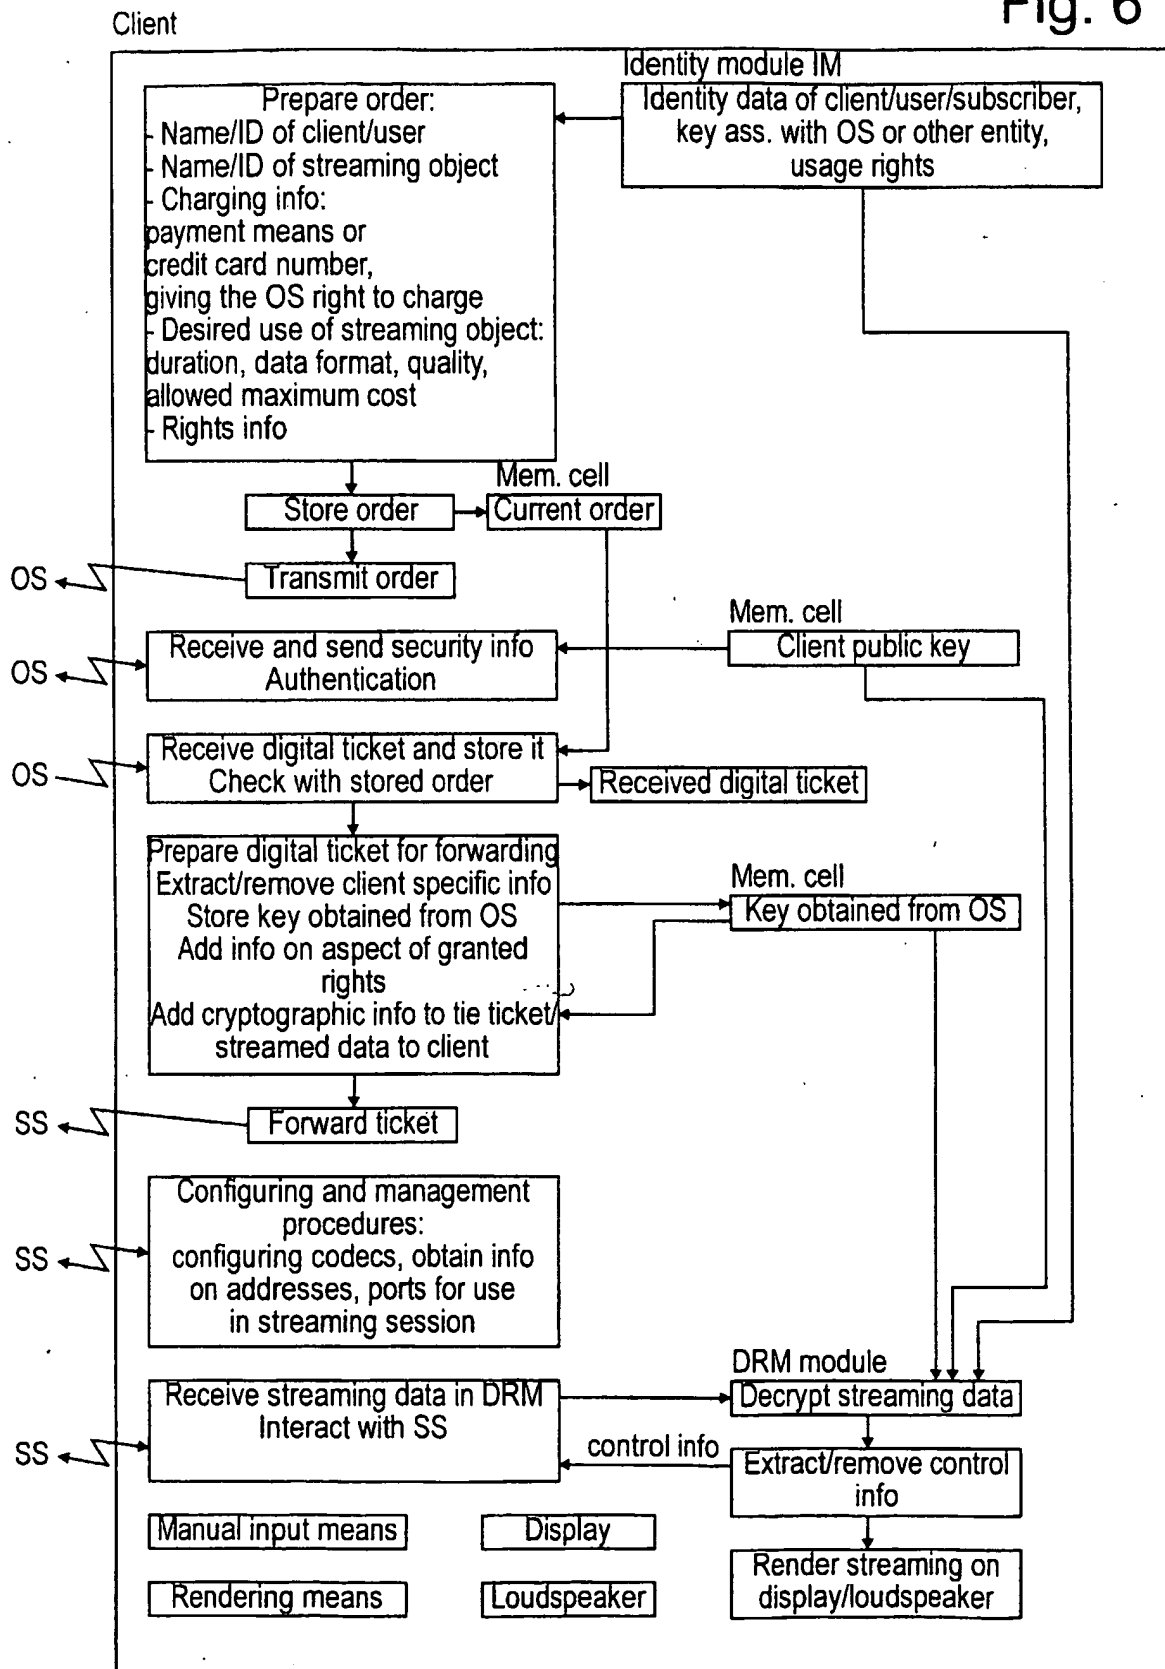 Fig. 6
Client
Identity module IM
Prepare order:
- Name/ID of client/user
- Name/ID of streaming object
- Charging info:
payment means or
credit card number,
giving the OS right to charge
- Desired use of streaming object:
duration, data format, quality,
allowed maximum cost
- Rights info
Identity data of client/user/subscriber,
key ass. with OS or other entity,
usage rights
Mem. cell
Store order
Current order
OS
Transmit order
Mem. cell
Receive and send security info
Authentication
Client public key
OS
Receive digital ticket and store it
Check with stored order
OS
Received digital ticket
Prepare digital ticket for forwarding
Extract/remove client specific info
Store key obtained from OS
Add info on aspect of granted
rights
Add cryptographic info to tie ticket/
streamed data to client
Mem. cell
Key obtained from OS
SS
Forward ticket
Configuring and management
procedures:
configuring codecs, obtain info
on addresses, ports for use
in streaming session
SS
DRM module
Receive streaming data in DRM
Interact with SS
Decrypt streaming data
SS
control info
Extract/remove control
info
Manual input means
Display
Render streaming on
display/loudspeaker
Rendering means
Loudspeaker